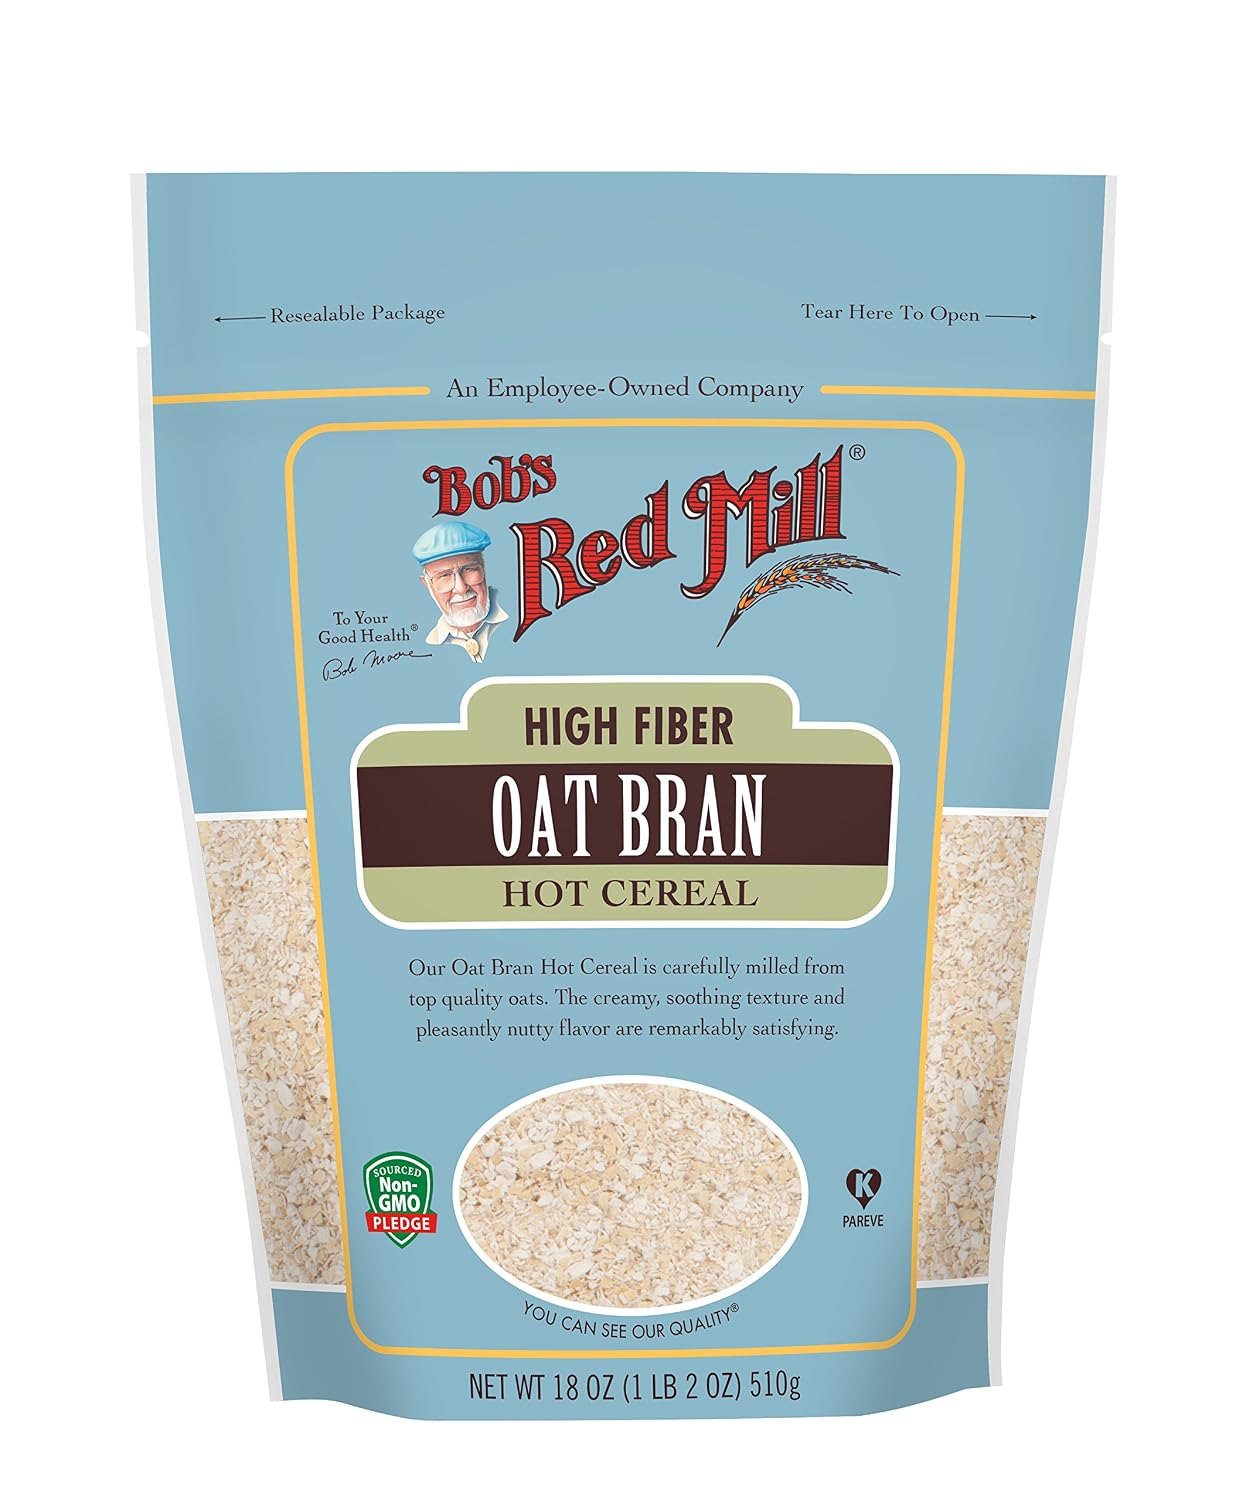 Resealable Package
Tear Here To Open
An Employee-Owned Company
Bob's
Red Mill®
To Your
Good Health®
Bob Moore
HIGH FIBER
OAT BRAN
HOT CEREAL
Our Oat Bran Hot Cereal is carefully milled from
top quality oats. The creamy, soothing texture and
pleasantly nutty flavor are remarkably satisfying.
SOURCED
Non-
GMO
PLEDGE
K
PAREVE
YOU CAN SEE OUR QUALITY®
NET WT 18 OZ (1 LB 2 OZ) 510g